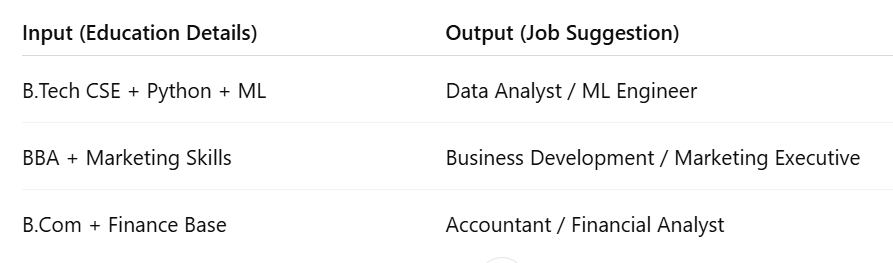 Input (Education Details) Output (Job Suggestion)
B.Tech CSE + Python + ML Data Analyst / ML Engineer
BBA + Marketing Skills Business Development / Marketing Executive
B.Com + Finance Base Accountant / Financial Analyst